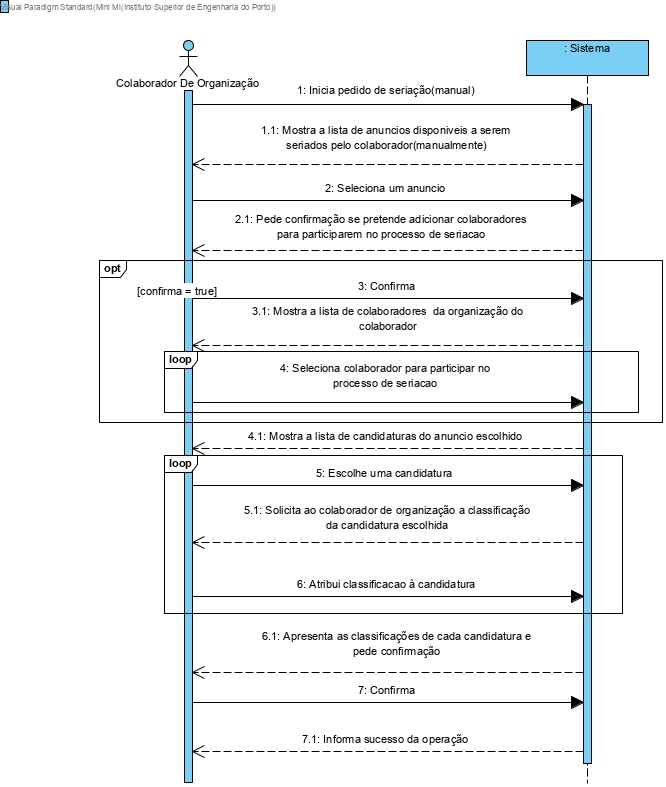 Visual Paradigm Standard(Mini Mi(Instituto Superior de Engenharia do Porto))
: Sistema
Colaborador De Organização
1: Inicia pedido de seriação(manual)
1.1: Mostra a lista de anuncios disponiveis a serem
seriados pelo colaborador(manualmente)
2: Seleciona um anuncio
2.1: Pede confirmação se pretende adicionar colaboradores
para participarem no processo de seriacao
opt
[confirma = true]
3: Confirma
3.1: Mostra a lista de colaboradores da organização do
colaborador
loop
4: Seleciona colaborador para participar no
processo de seriacao
4.1: Mostra a lista de candidaturas do anuncio escolhido
loop
5: Escolhe uma candidatura
5.1: Solicita ao colaborador de organização a classificação
da candidatura escolhida
6: Atribui classificacao à candidatura
6.1: Apresenta as classificações de cada candidatura e
pede confirmação
7: Confirma
7.1: Informa sucesso da operação